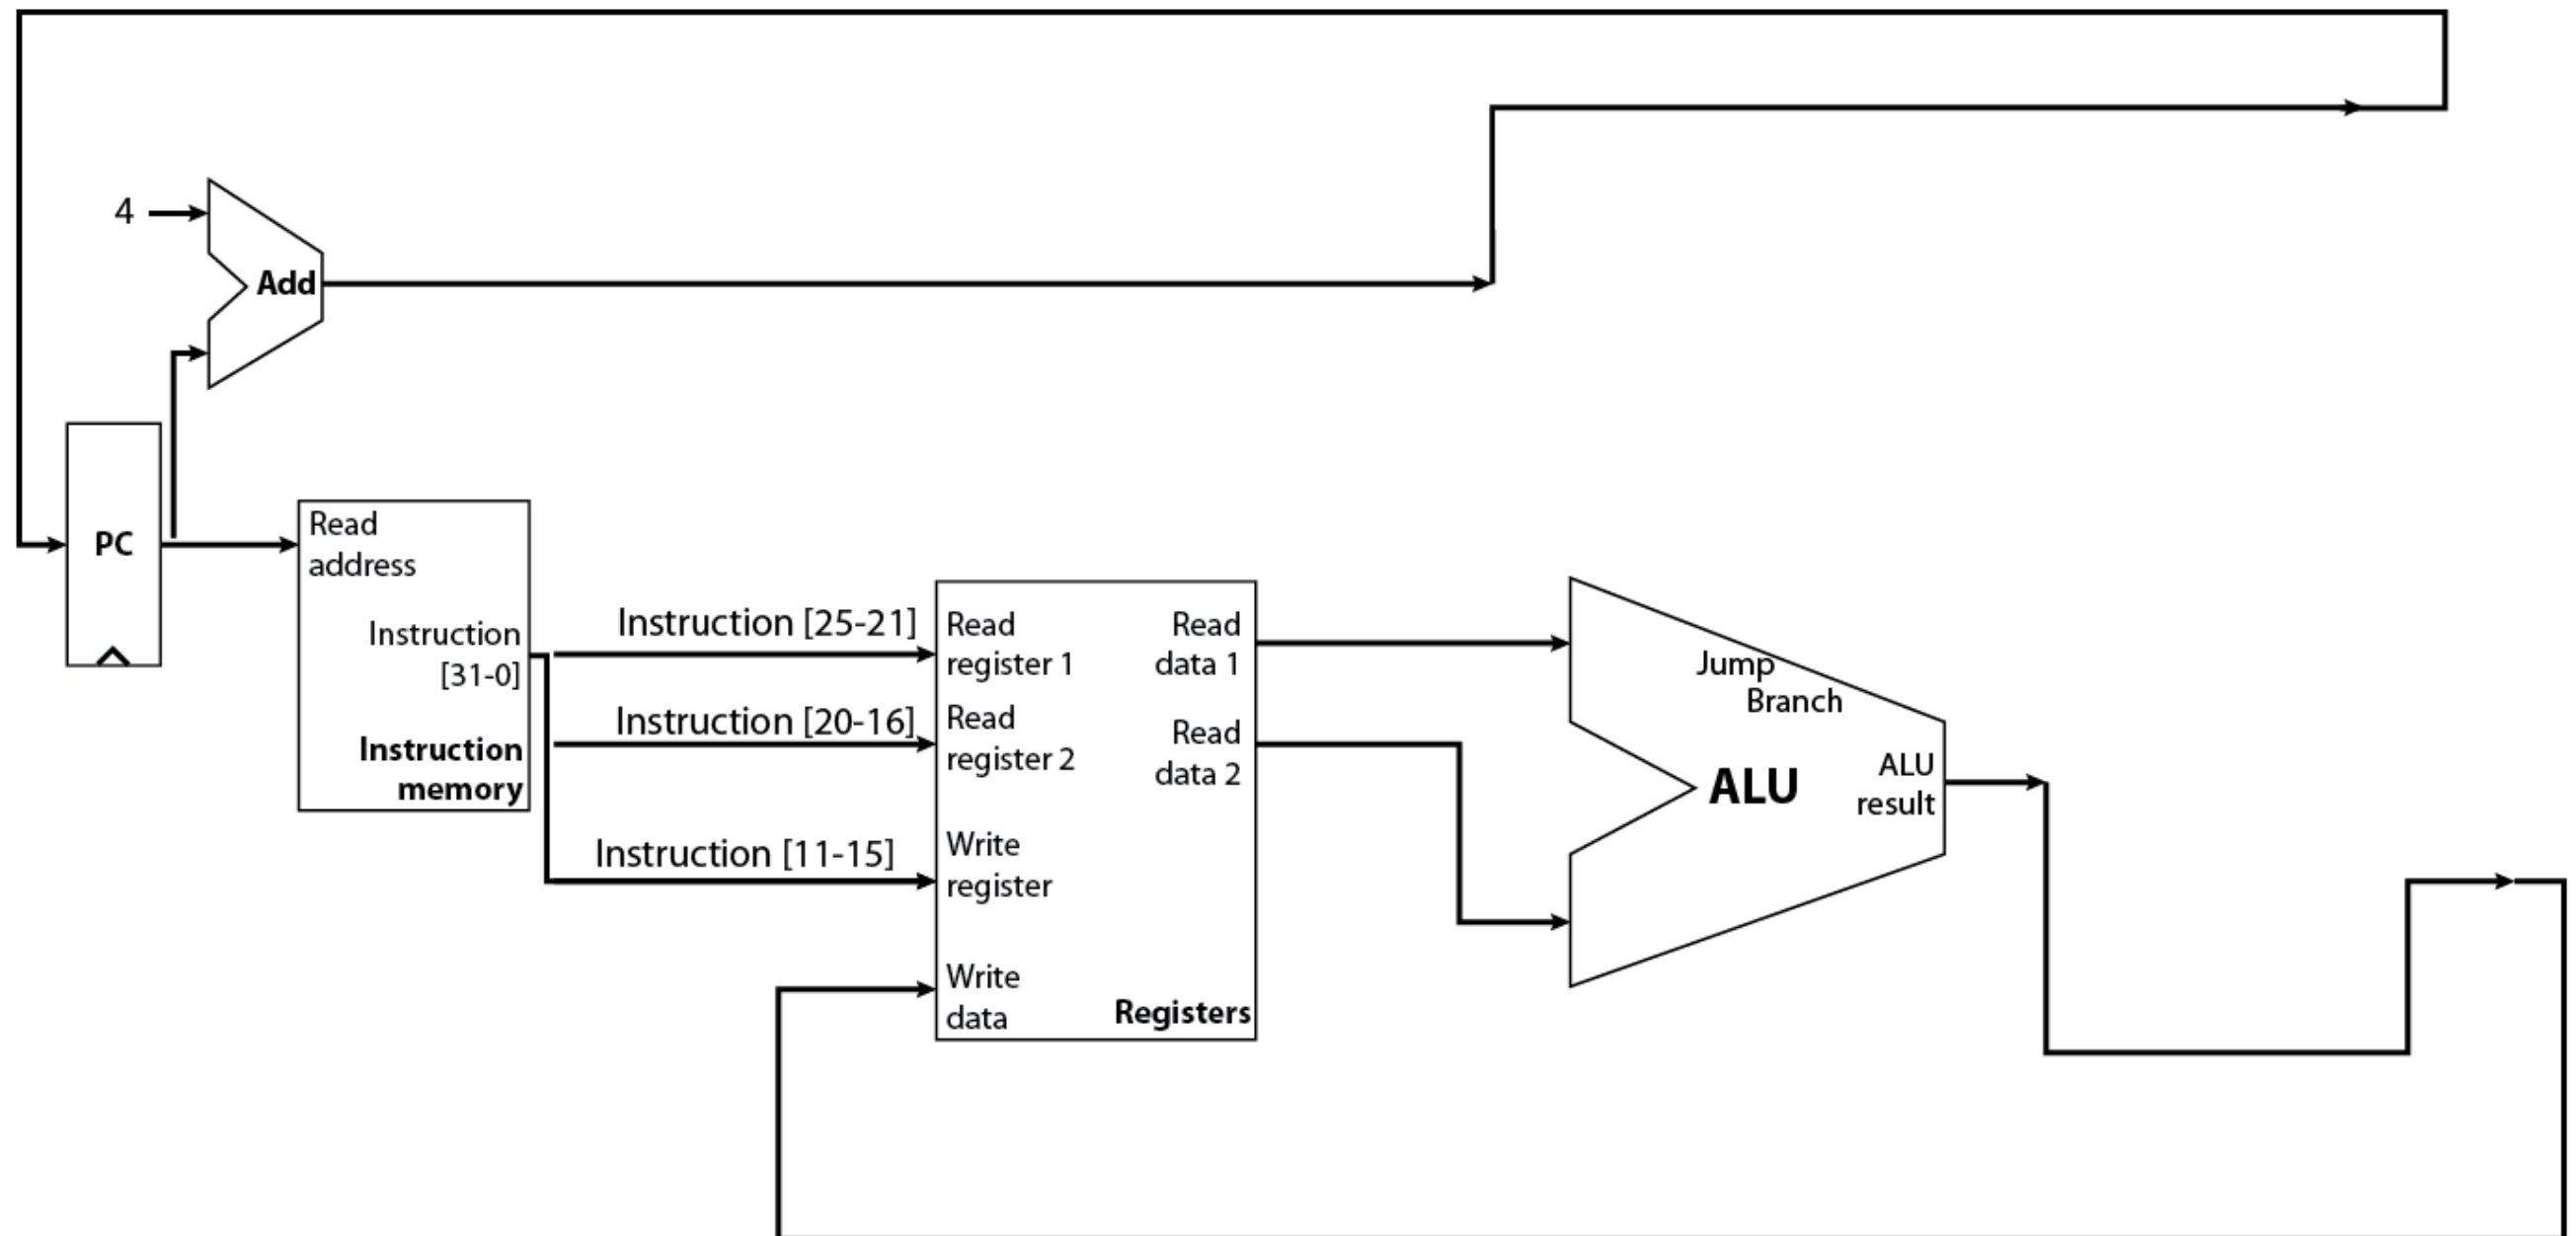 4
Add
PC
Read
address
Instruction
[31-0]
Instruction
memory
Instruction [25-21]
Instruction [20-16]
Instruction [11-15]
Read
register 1
Read
register 2
Write
register
Write
data
Read
data 1
Read
data 2
Registers
Jump
Branch
ALU
ALU
result